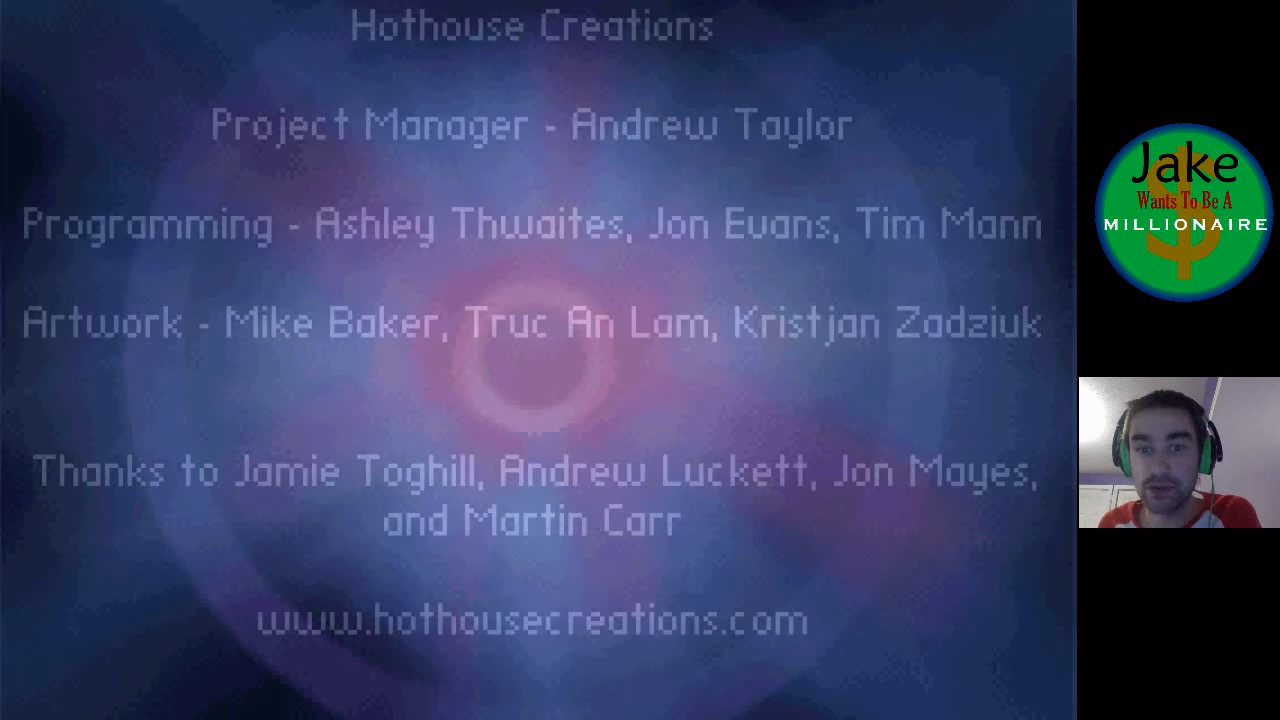 Hothouse Creations
Project Manager - Andrew Taylor
Programming - Ashley Thwaites, Jon Evans, Tim Mann
Artwork - Mike Baker, Truc An Lam, Kristjan Zadziuk
Thanks to Jamie Toghill, Andrew Luckett, Jon Mayes,
and Martin Carr
www.hothousecreations.com
Jake
Wants To Be A
MILLIONAIRE
$